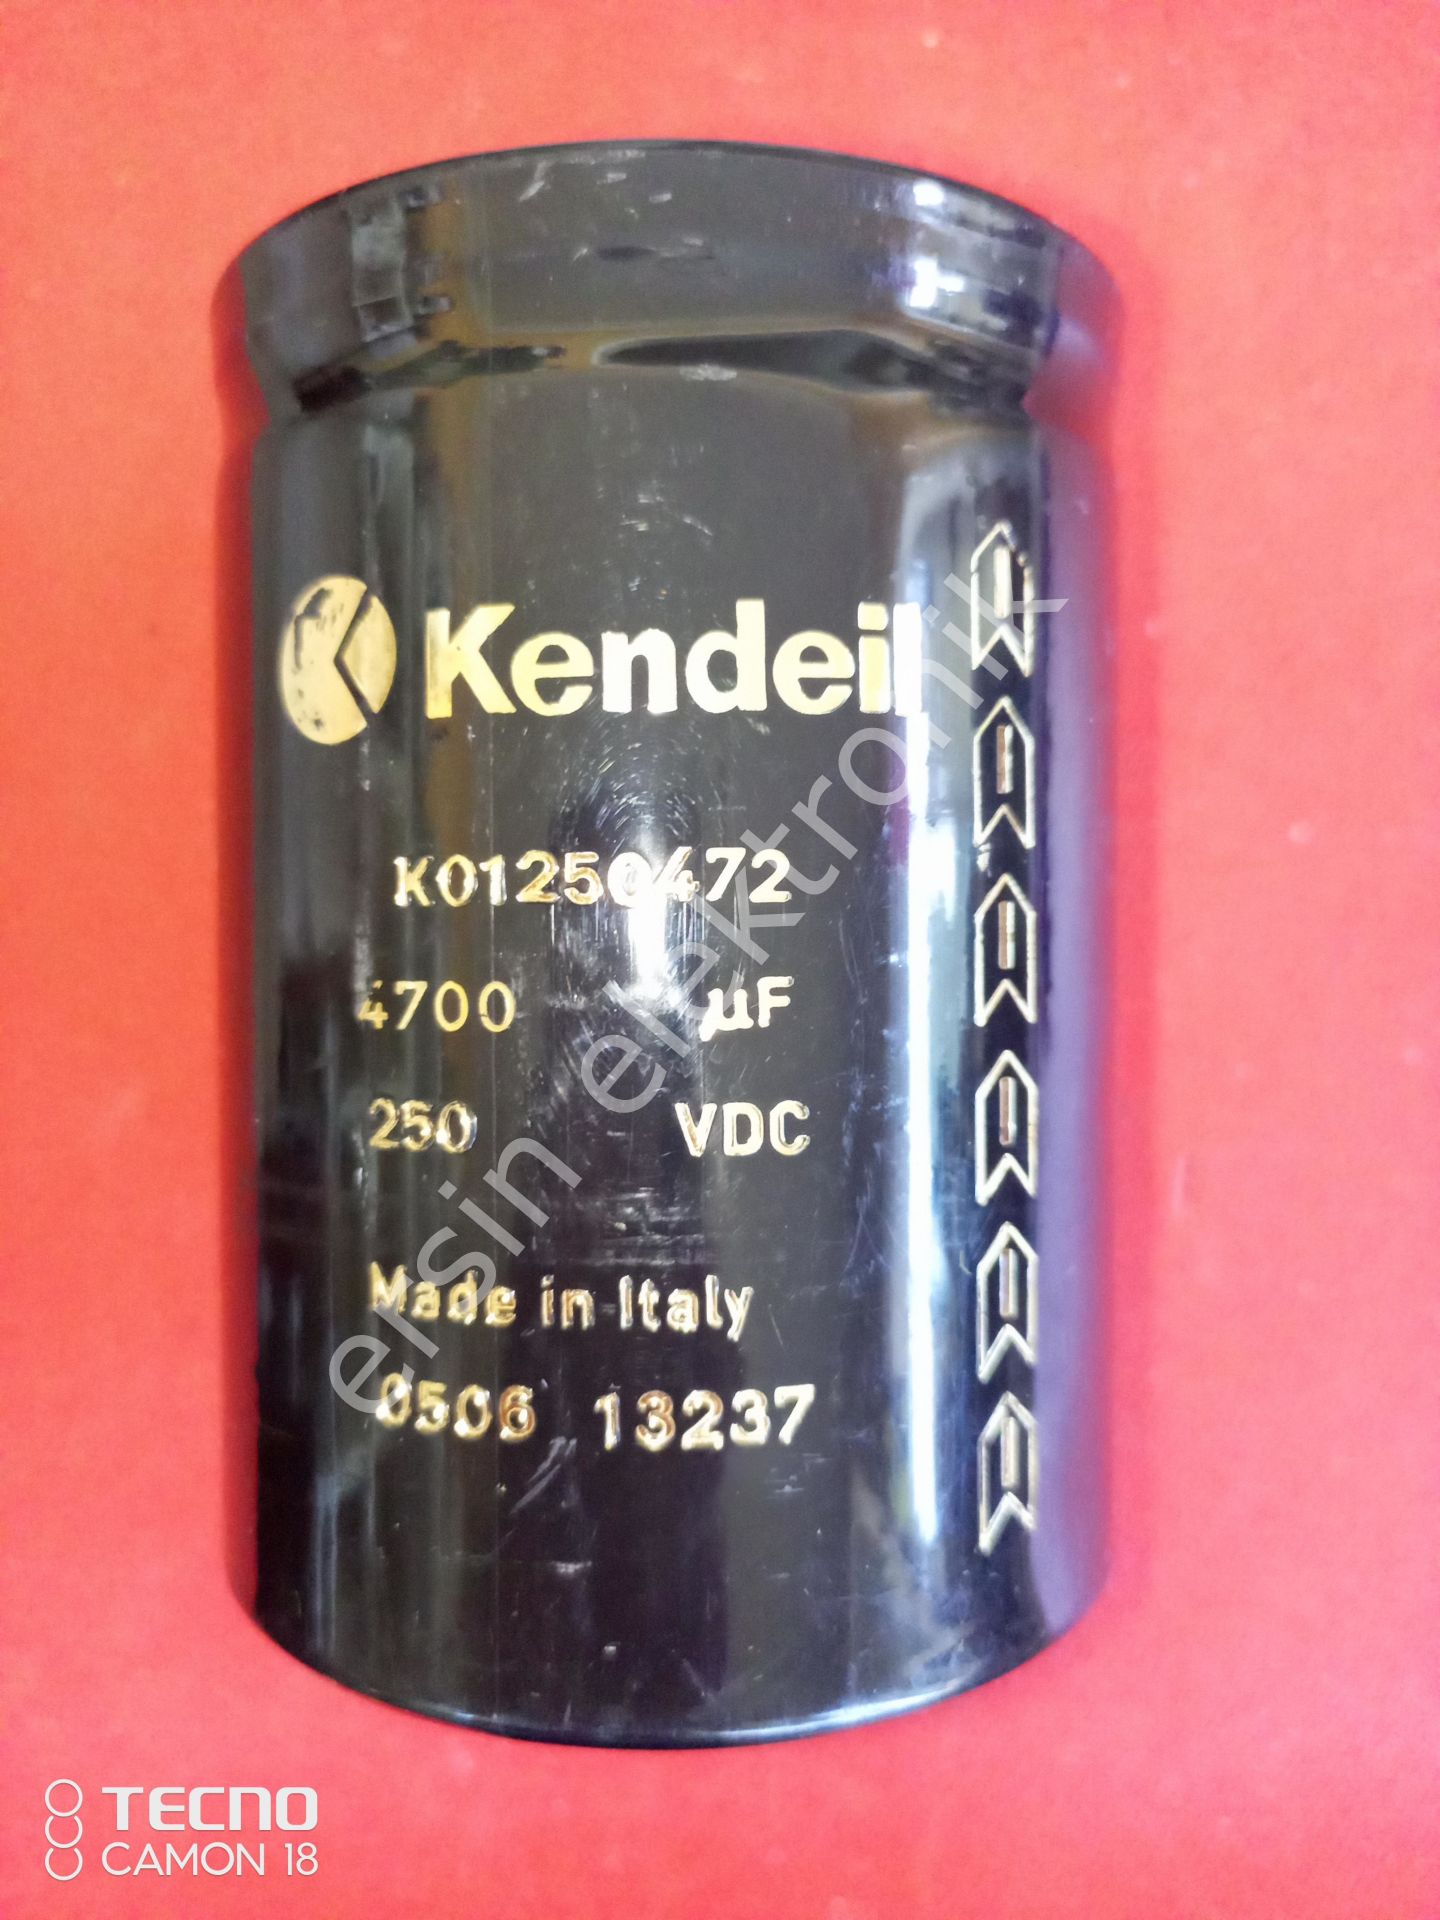 Kendeil
K01250472
4700 µF
250 VDC
Made in Italy
0506 13237
ersin elektronik
TECNO
CAMON 18